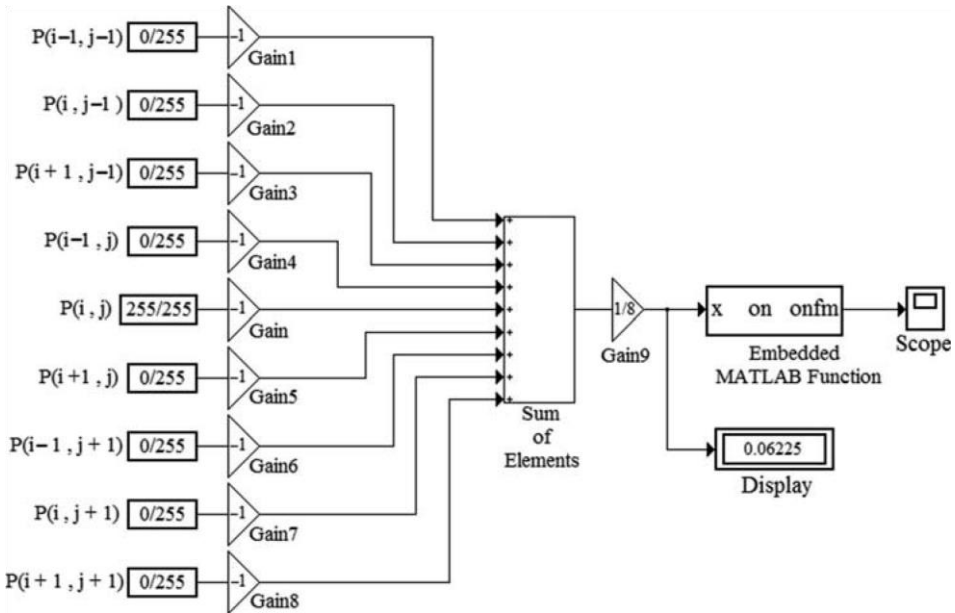 P(i−1, j−1) 0/255 −1 Gain1
P(i , j−1 ) 0/255 −1 Gain2
P(i + 1 , j−1) 0/255 −1 Gain3
P(i−1 , j) 0/255 −1 Gain4
P(i , j) 255/255 −1 Gain
P(i +1 , j) 0/255 −1 Gain5
P(i− 1 , j + 1) 0/255 −1 Gain6
P(i , j + 1) 0/255 −1 Gain7
P(i + 1 , j + 1) 0/255 −1 Gain8
+
+
+
+
+
+
+
+
+
Sum
of
Elements
1/8
Gain9
x on onfm
Embedded
MATLAB Function
Scope
0.06225
Display